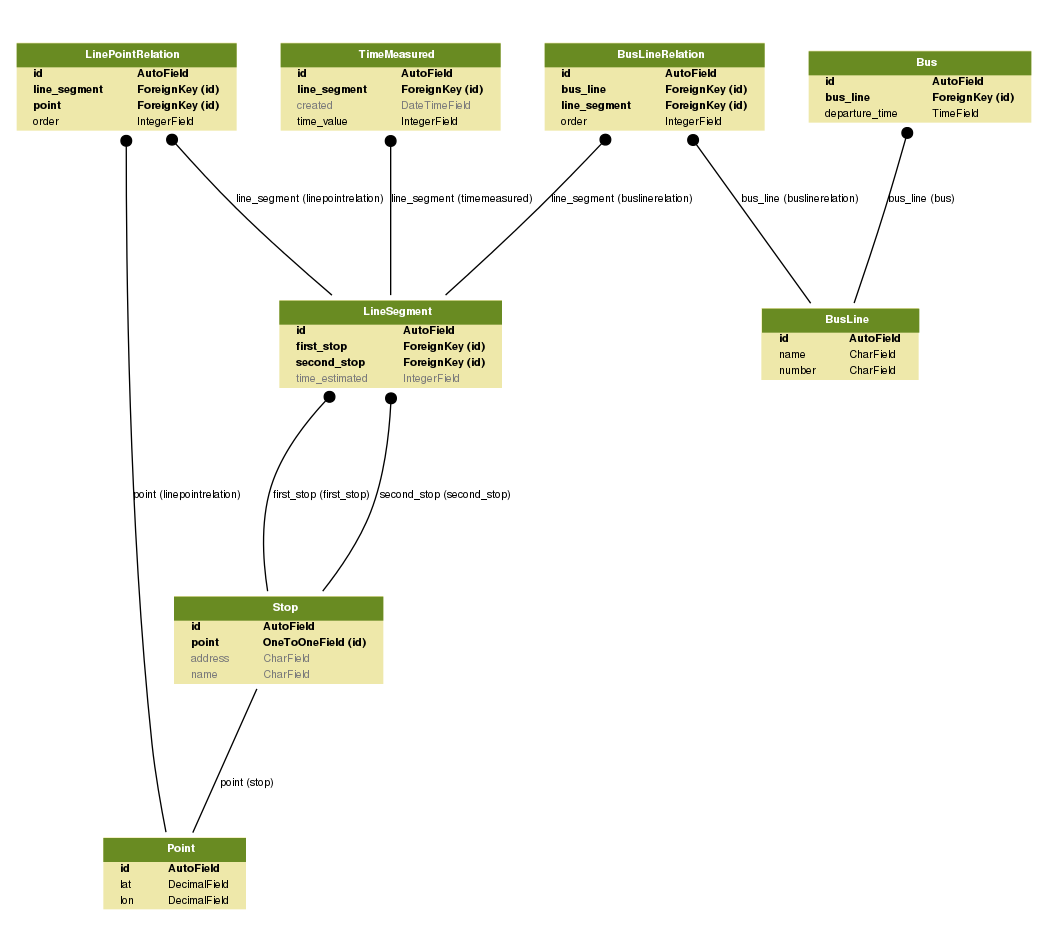 LinePointRelation
id AutoField
line_segment ForeignKey (id)
point ForeignKey (id)
order IntegerField
TimeMeasured
id AutoField
line_segment ForeignKey (id)
created DateTimeField
time_value IntegerField
BusLineRelation
id AutoField
bus_line ForeignKey (id)
line_segment ForeignKey (id)
order IntegerField
Bus
id AutoField
bus_line ForeignKey (id)
departure_time TimeField
line_segment (linepointrelation)
line_segment (timemeasured)
line_segment (buslinerelation)
bus_line (buslinerelation)
bus_line (bus)
LineSegment
id AutoField
first_stop ForeignKey (id)
second_stop ForeignKey (id)
time_estimated IntegerField
BusLine
id AutoField
name CharField
number CharField
point (linepointrelation)
first_stop (first_stop)
second_stop (second_stop)
Stop
id AutoField
point OneToOneField (id)
address CharField
name CharField
point (stop)
Point
id AutoField
lat DecimalField
lon DecimalField